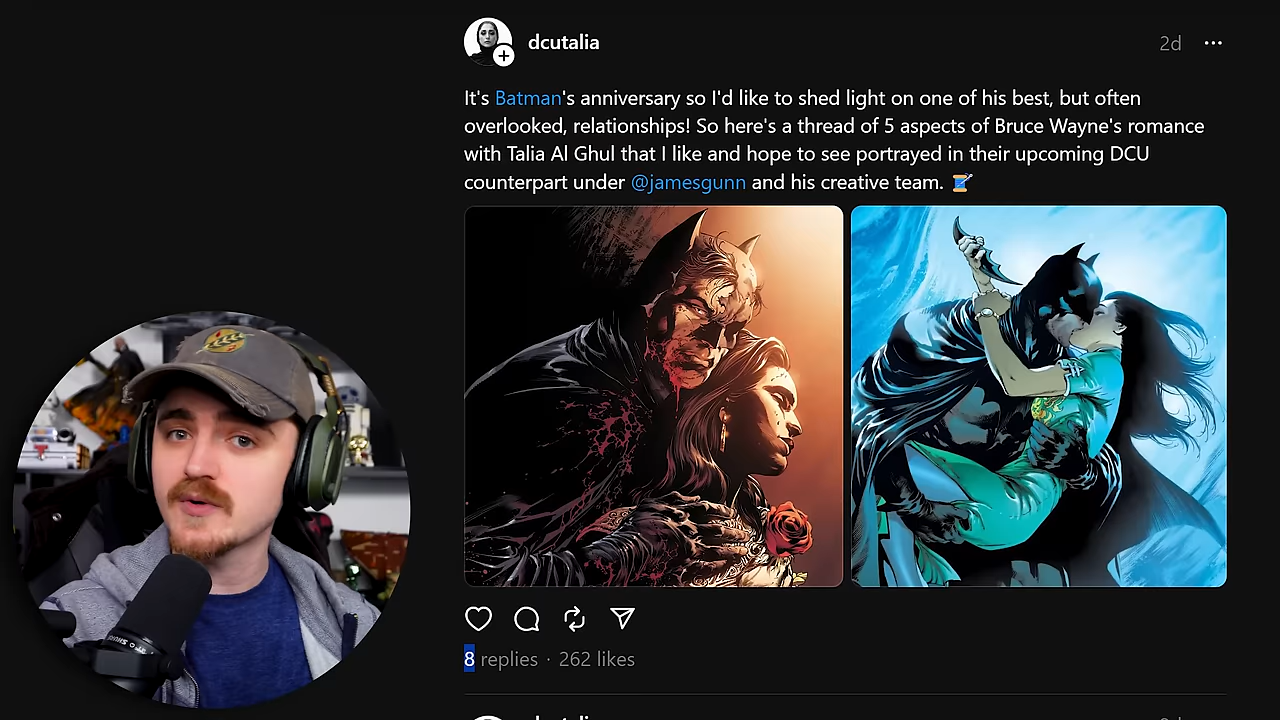 dcutalia
2d
It's Batman's anniversary so I'd like to shed light on one of his best, but often
overlooked, relationships! So here's a thread of 5 aspects of Bruce Wayne's romance
with Talia Al Ghul that I like and hope to see portrayed in their upcoming DCU
counterpart under @jamesgunn and his creative team. 🧵
8 replies · 262 likes